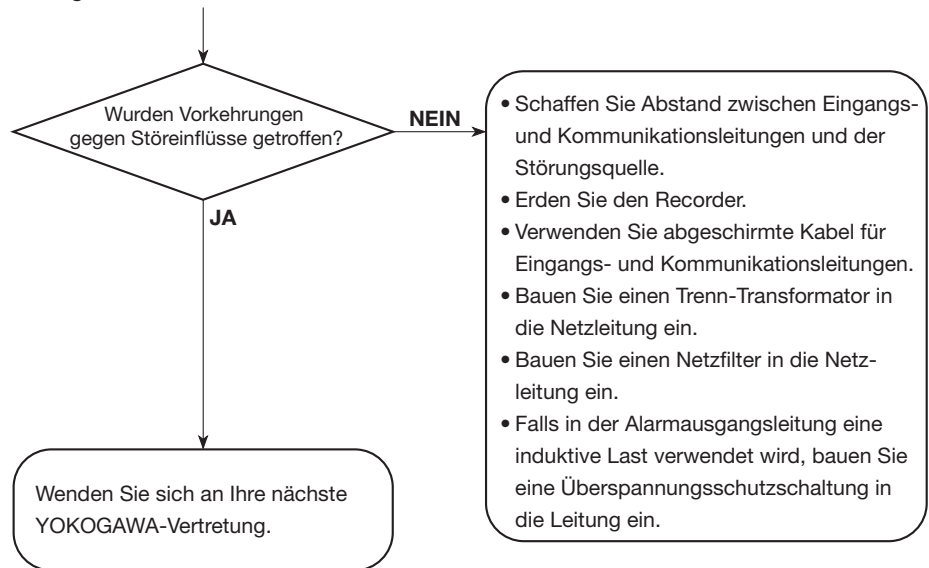 Wurden Vorkehrungen
gegen Störeinflüsse getroffen?
NEIN
JA
• Schaffen Sie Abstand zwischen Eingangs-
und Kommunikationsleitungen und der
Störungsquelle.
• Erden Sie den Recorder.
• Verwenden Sie abgeschirmte Kabel für
Eingangs- und Kommunikationsleitungen.
• Bauen Sie einen Trenn-Transformator in
die Netzleitung ein.
• Bauen Sie einen Netzfilter in die Netz-
leitung ein.
• Falls in der Alarmausgangsleitung eine
induktive Last verwendet wird, bauen Sie
eine Überspannungsschutzschaltung in
die Leitung ein.
Wenden Sie sich an Ihre nächste
YOKOGAWA-Vertretung.